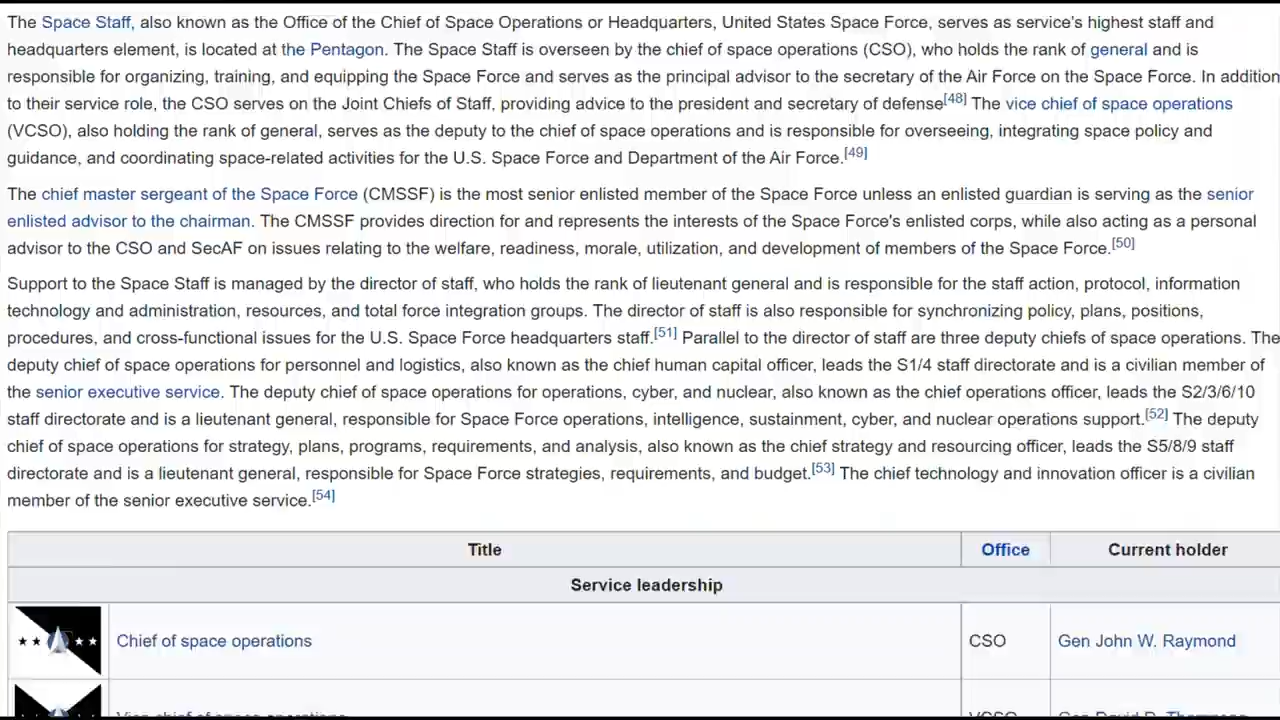 The Space Staff, also known as the Office of the Chief of Space Operations or Headquarters, United States Space Force, serves as service's highest staff and
headquarters element, is located at the Pentagon. The Space Staff is overseen by the chief of space operations (CSO), who holds the rank of general and is
responsible for organizing, training, and equipping the Space Force and serves as the principal advisor to the secretary of the Air Force on the Space Force. In addition
to their service role, the CSO serves on the Joint Chiefs of Staff, providing advice to the president and secretary of defense[48] The vice chief of space operations
(VCSO), also holding the rank of general, serves as the deputy to the chief of space operations and is responsible for overseeing, integrating space policy and
guidance, and coordinating space-related activities for the U.S. Space Force and Department of the Air Force.[49]
The chief master sergeant of the Space Force (CMSSF) is the most senior enlisted member of the Space Force unless an enlisted guardian is serving as the senior
enlisted advisor to the chairman. The CMSSF provides direction for and represents the interests of the Space Force's enlisted corps, while also acting as a personal
advisor to the CSO and SecAF on issues relating to the welfare, readiness, morale, utilization, and development of members of the Space Force.[50]
Support to the Space Staff is managed by the director of staff, who holds the rank of lieutenant general and is responsible for the staff action, protocol, information
technology and administration, resources, and total force integration groups. The director of staff is also responsible for synchronizing policy, plans, positions,
procedures, and cross-functional issues for the U.S. Space Force headquarters staff.[51] Parallel to the director of staff are three deputy chiefs of space operations. The
deputy chief of space operations for personnel and logistics, also known as the chief human capital officer, leads the S1/4 staff directorate and is a civilian member of
the senior executive service. The deputy chief of space operations for operations, cyber, and nuclear, also known as the chief operations officer, leads the S2/3/6/10
staff directorate and is a lieutenant general, responsible for Space Force operations, intelligence, sustainment, cyber, and nuclear operations support.[52] The deputy
chief of space operations for strategy, plans, programs, requirements, and analysis, also known as the chief strategy and resourcing officer, leads the S5/8/9 staff
directorate and is a lieutenant general, responsible for Space Force strategies, requirements, and budget.[53] The chief technology and innovation officer is a civilian
member of the senior executive service.[54]
Title Office Current holder
Service leadership
Chief of space operations CSO Gen John W. Raymond
Vice chief of space operations VCSO Gen David D. Thompson